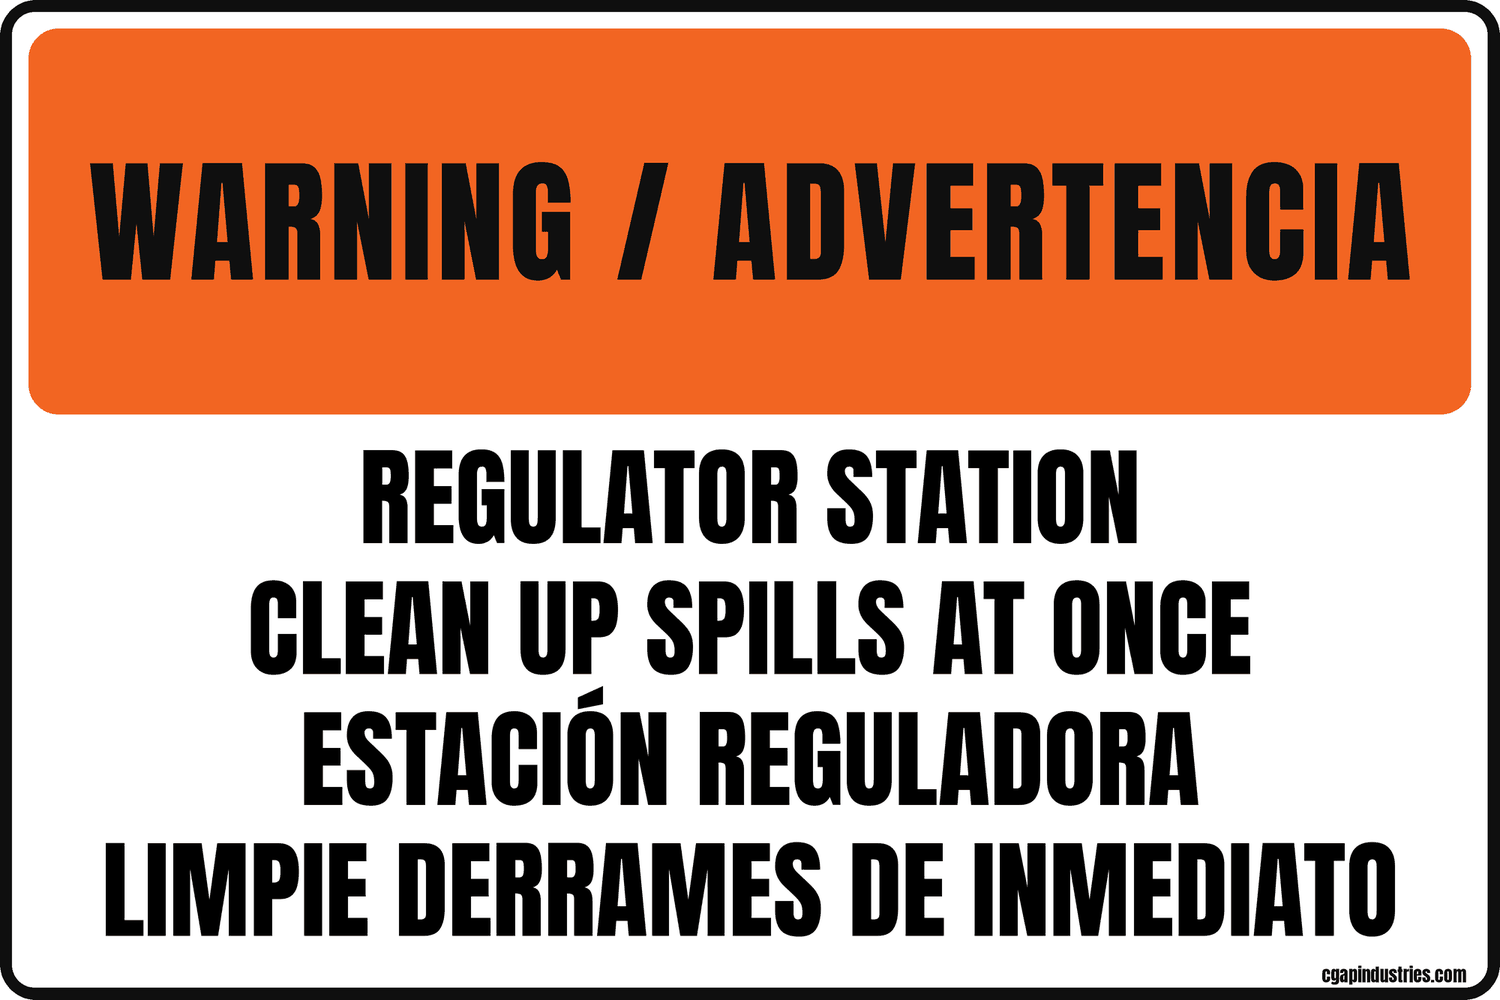 WARNING / ADVERTENCIA
REGULATOR STATION
CLEAN UP SPILLS AT ONCE
ESTACIÓN REGULADORA
LIMPIE DERRAMES DE INMEDIATO
cgapindustries.com